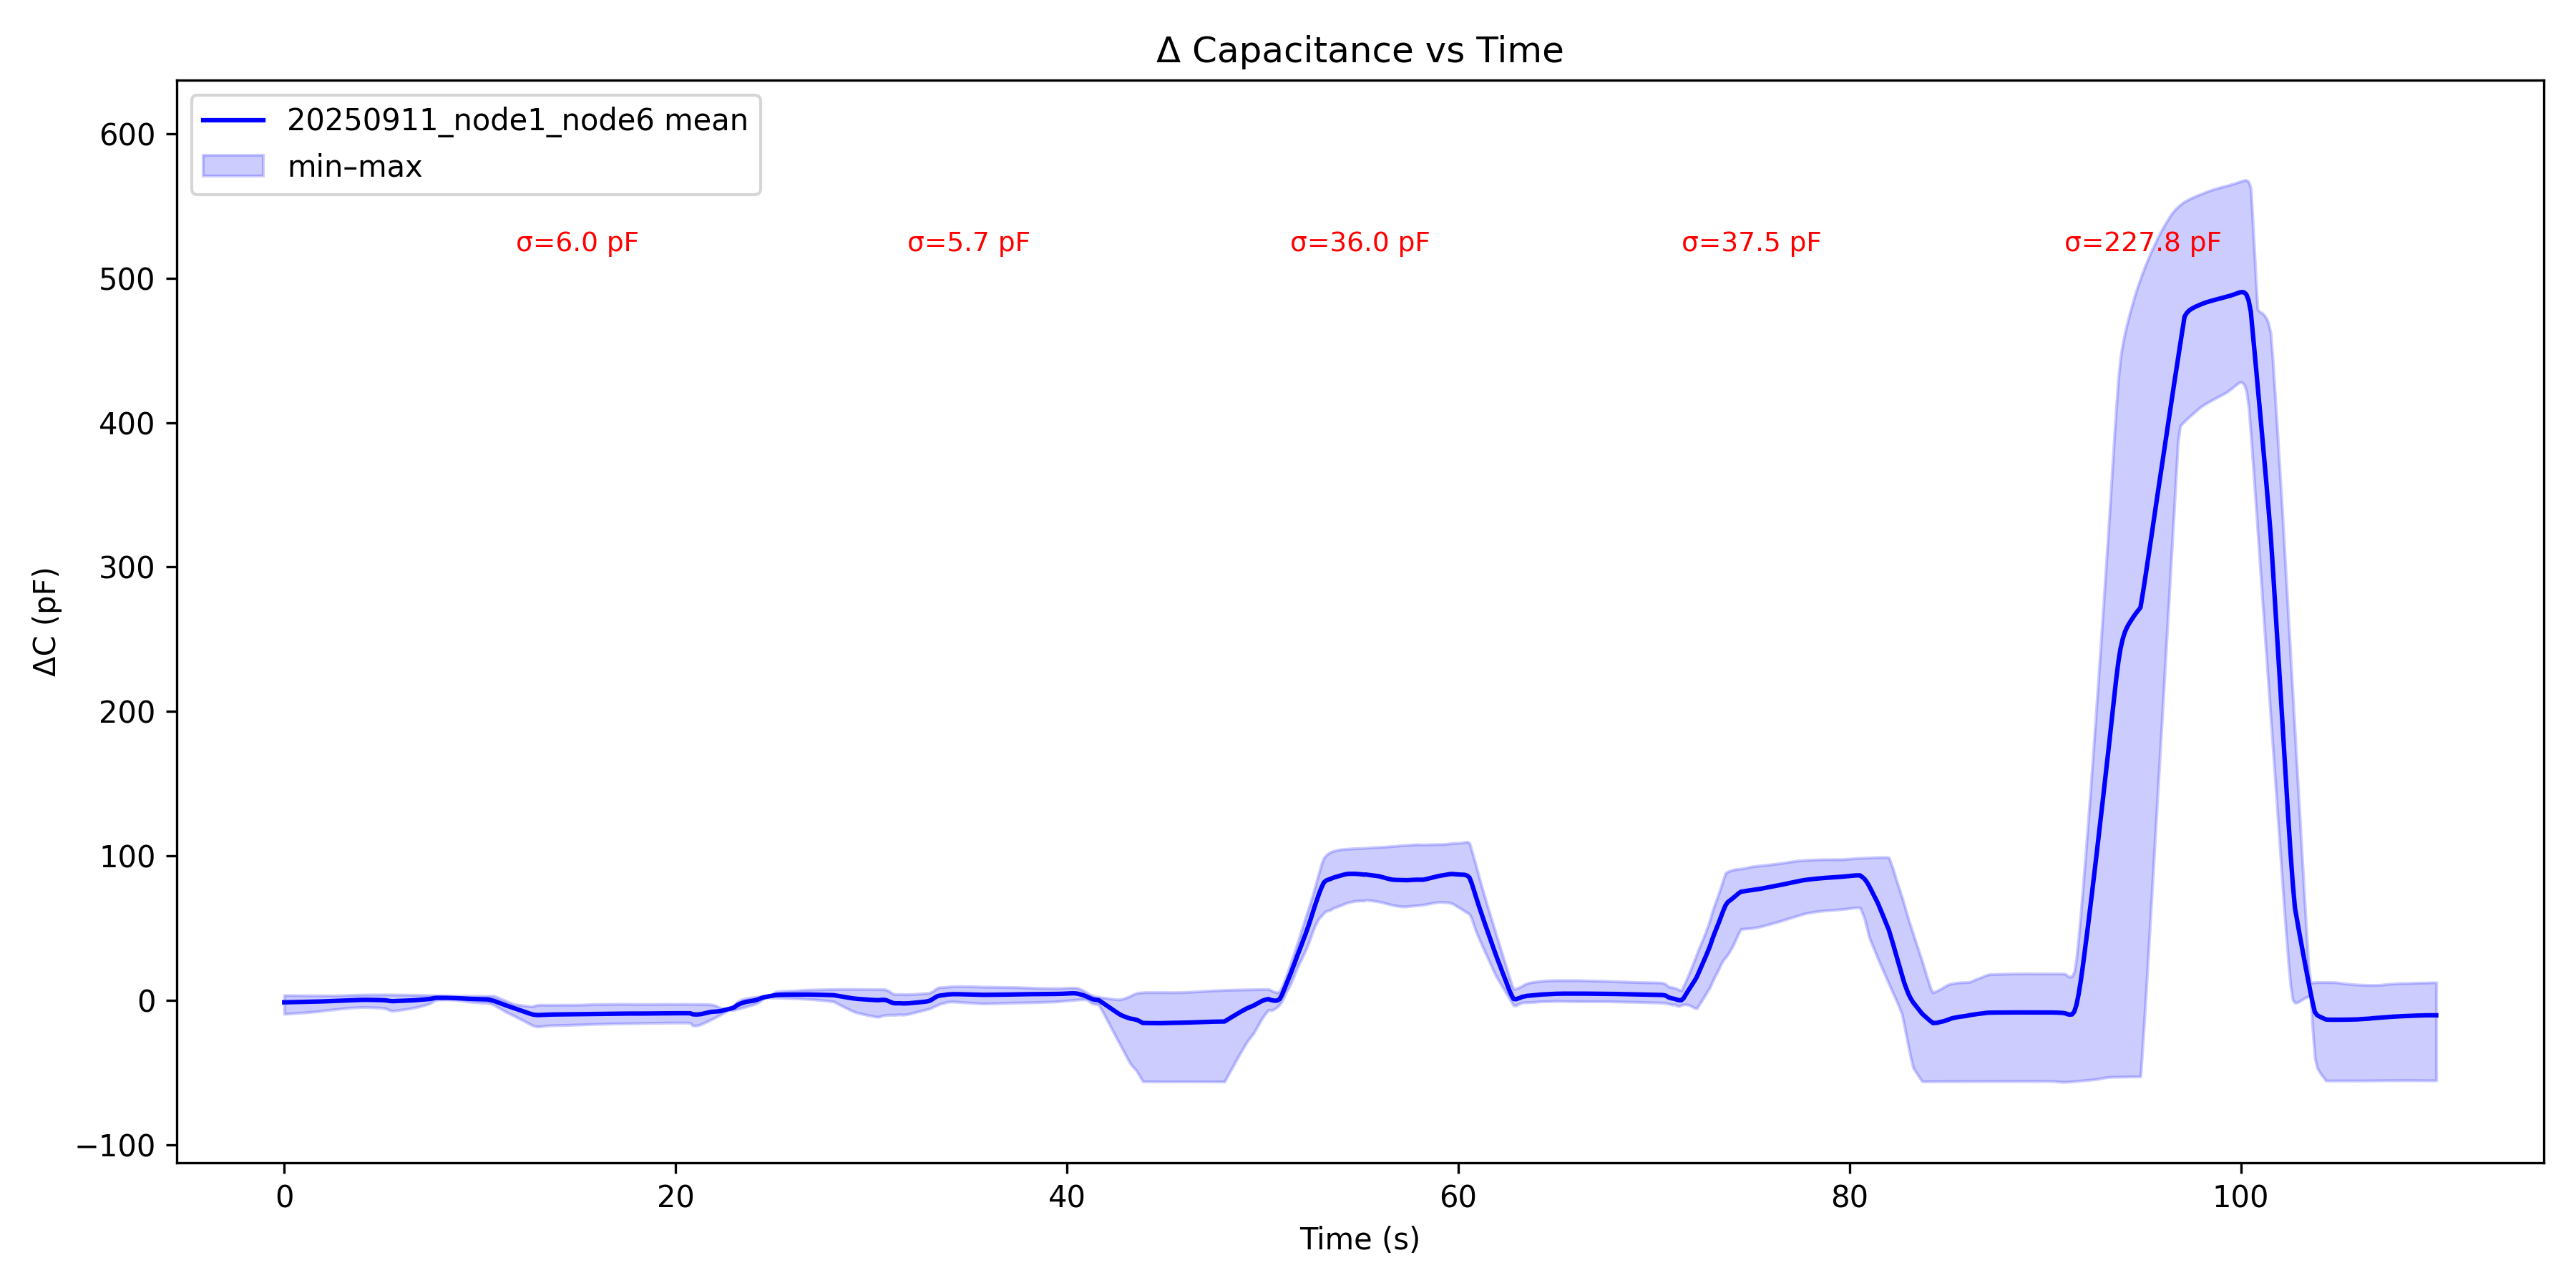 Δ Capacitance vs Time
20250911_node1_node6 mean
min–max
σ=6.0 pF
σ=5.7 pF
σ=36.0 pF
σ=37.5 pF
σ=227.8 pF
ΔC (pF)
600
500
400
300
200
100
0
−100
0
20
40
60
80
100
Time (s)